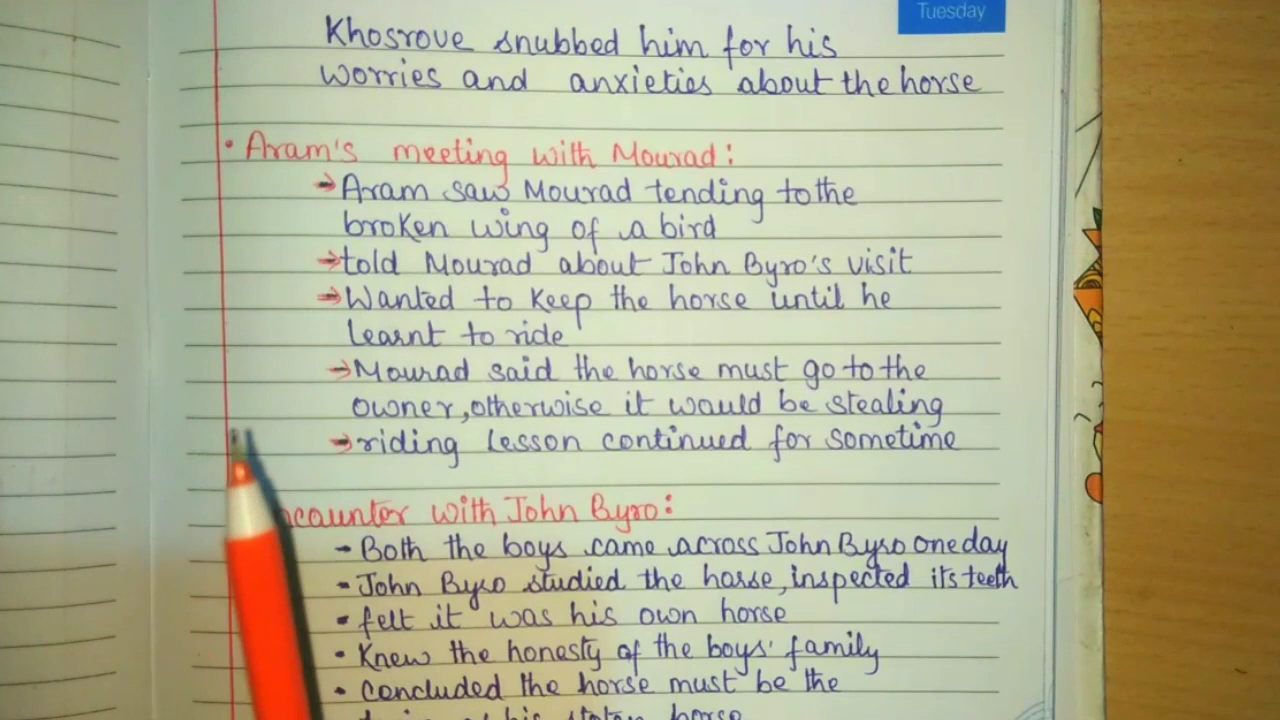 Tuesday
Khosrove snubbed him for his
worries and anxieties about the horse
• Aram's meeting with Mourad:
→ Aram saw Mourad tending to the
broken wing of a bird
→ told Mourad about John Byro's visit
→ Wanted to keep the horse until he
learnt to ride
→ Mourad said the horse must go to the
owner, otherwise it would be stealing
→ riding lesson continued for sometime
with John Byro:
- Both the boys came across John Byro one day
- John Byro studied the horse, inspected its teeth
• felt it was his own horse
• Knew the honesty of the boys' family
• concluded the horse must be the
his stolen horse